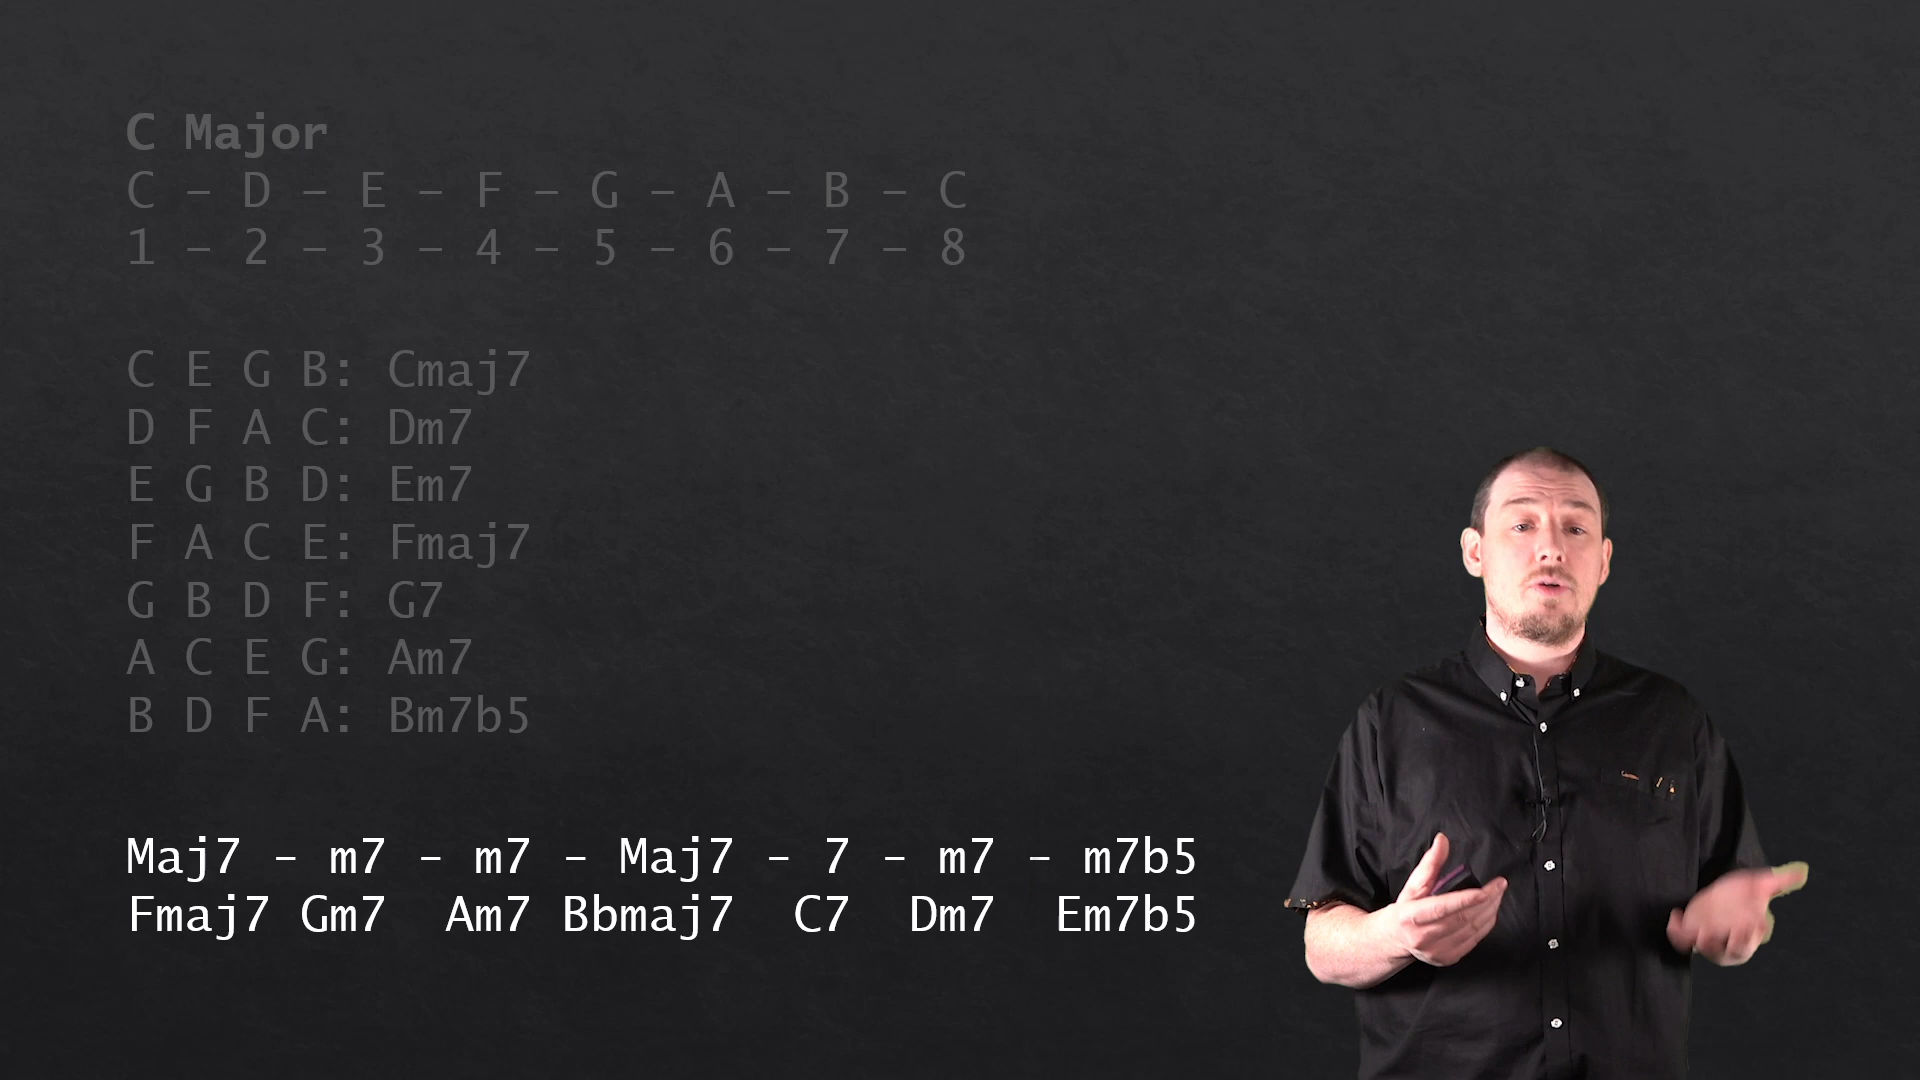 C Major
C – D – E – F – G – A – B – C
1 – 2 – 3 – 4 – 5 – 6 – 7 – 8
C E G B: Cmaj7
D F A C: Dm7
E G B D: Em7
F A C E: Fmaj7
G B D F: G7
A C E G: Am7
B D F A: Bm7b5
Maj7 – m7 – m7 – Maj7 – 7 – m7 – m7b5
Fmaj7 Gm7 Am7 Bbmaj7 C7 Dm7 Em7b5